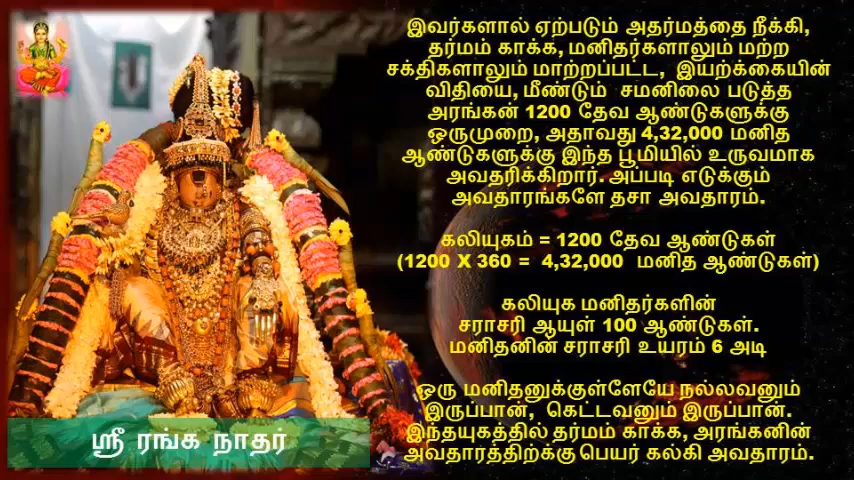 இவர்களால் ஏற்படும் அதர்மத்தை நீக்கி,
தர்மம் காக்க, மனிதர்களாலும் மற்ற
சக்திகளாலும் மாற்றப்பட்ட, இயற்க்கையின்
விதியை, மீண்டும் சமனிலை படுத்த
அரங்கன் 1200 தேவ ஆண்டுகளுக்கு
ஒருமுறை, அதாவது 4,32,000 மனித
ஆண்டுகளுக்கு இந்த பூமியில் உருவமாக
அவதரிக்கிறார். அப்படி எடுக்கும்
அவதாரங்களே தசா அவதாரம்.
கலியுகம் = 1200 தேவ ஆண்டுகள்
(1200 X 360 = 4,32,000 மனித ஆண்டுகள்)
கலியுக மனிதர்களின்
சராசரி ஆயுள் 100 ஆண்டுகள்.
மனிதனின் சராசரி உயரம் 6 அடி
ஒரு மனிதனுக்குள்ளேயே நல்லவனும்
இருப்பான், கெட்டவனும் இருப்பான்.
இந்தயுகத்தில் தர்மம் காக்க, அரங்கனின்
அவதாரத்திற்க்கு பெயர் கல்கி அவதாரம்.
ஸ்ரீ ரங்க நாதர்